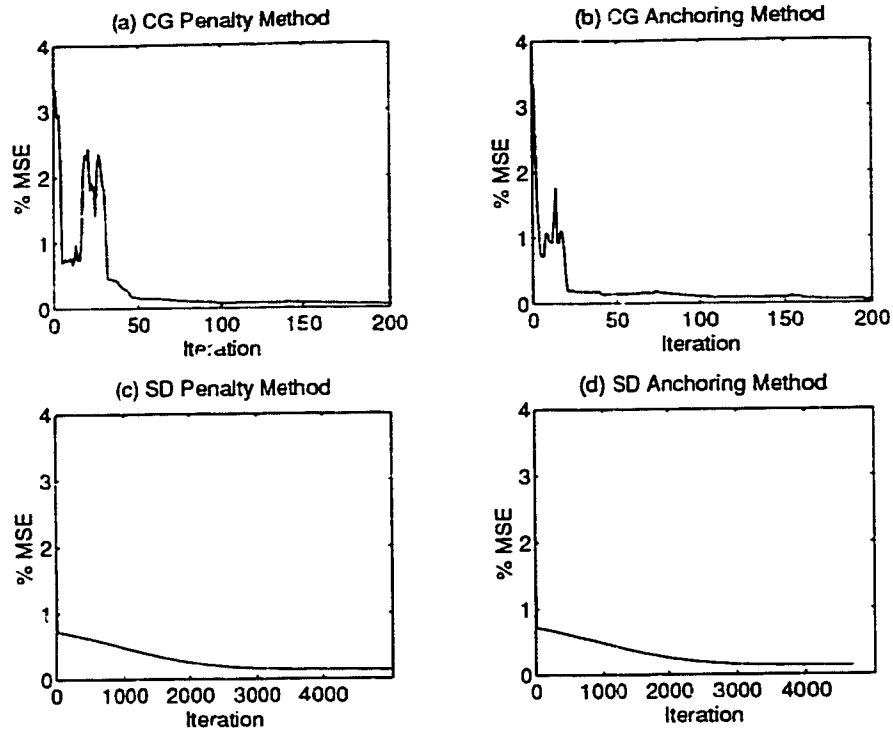 (a) CG Penalty Method
% MSE
4
3
2
1
0
0 50 100 150 200
Iteration
(b) CG Anchoring Method
% MSE
4
3
2
1
0
0 50 100 150 200
Iteration
(c) SD Penalty Method
% MSE
4
3
2
1
0
0 1000 2000 3000 4000
Iteration
(d) SD Anchoring Method
% MSE
4
3
2
1
0
0 1000 2000 3000 4000
Iteration